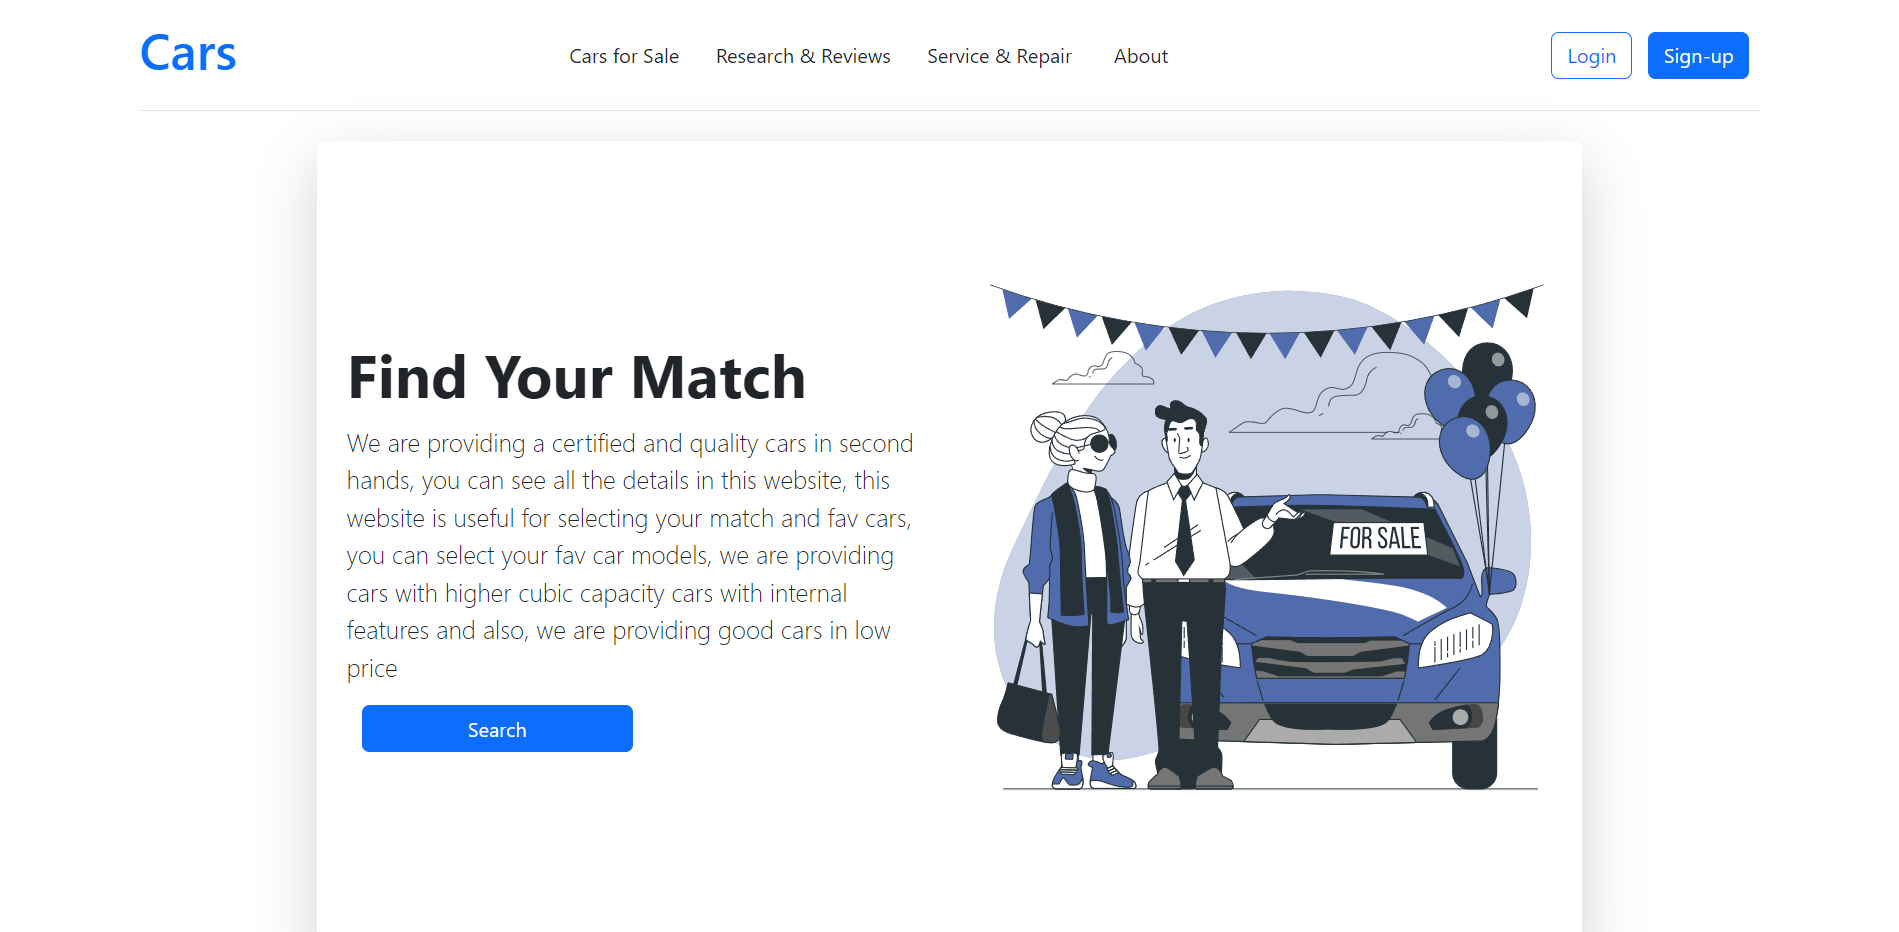 Cars
Cars for Sale
Research & Reviews
Service & Repair
About
Login
Sign-up
Find Your Match
We are providing a certified and quality cars in second
hands, you can see all the details in this website, this
website is useful for selecting your match and fav cars,
you can select your fav car models, we are providing
cars with higher cubic capacity cars with internal
features and also, we are providing good cars in low
price
Search
FOR SALE